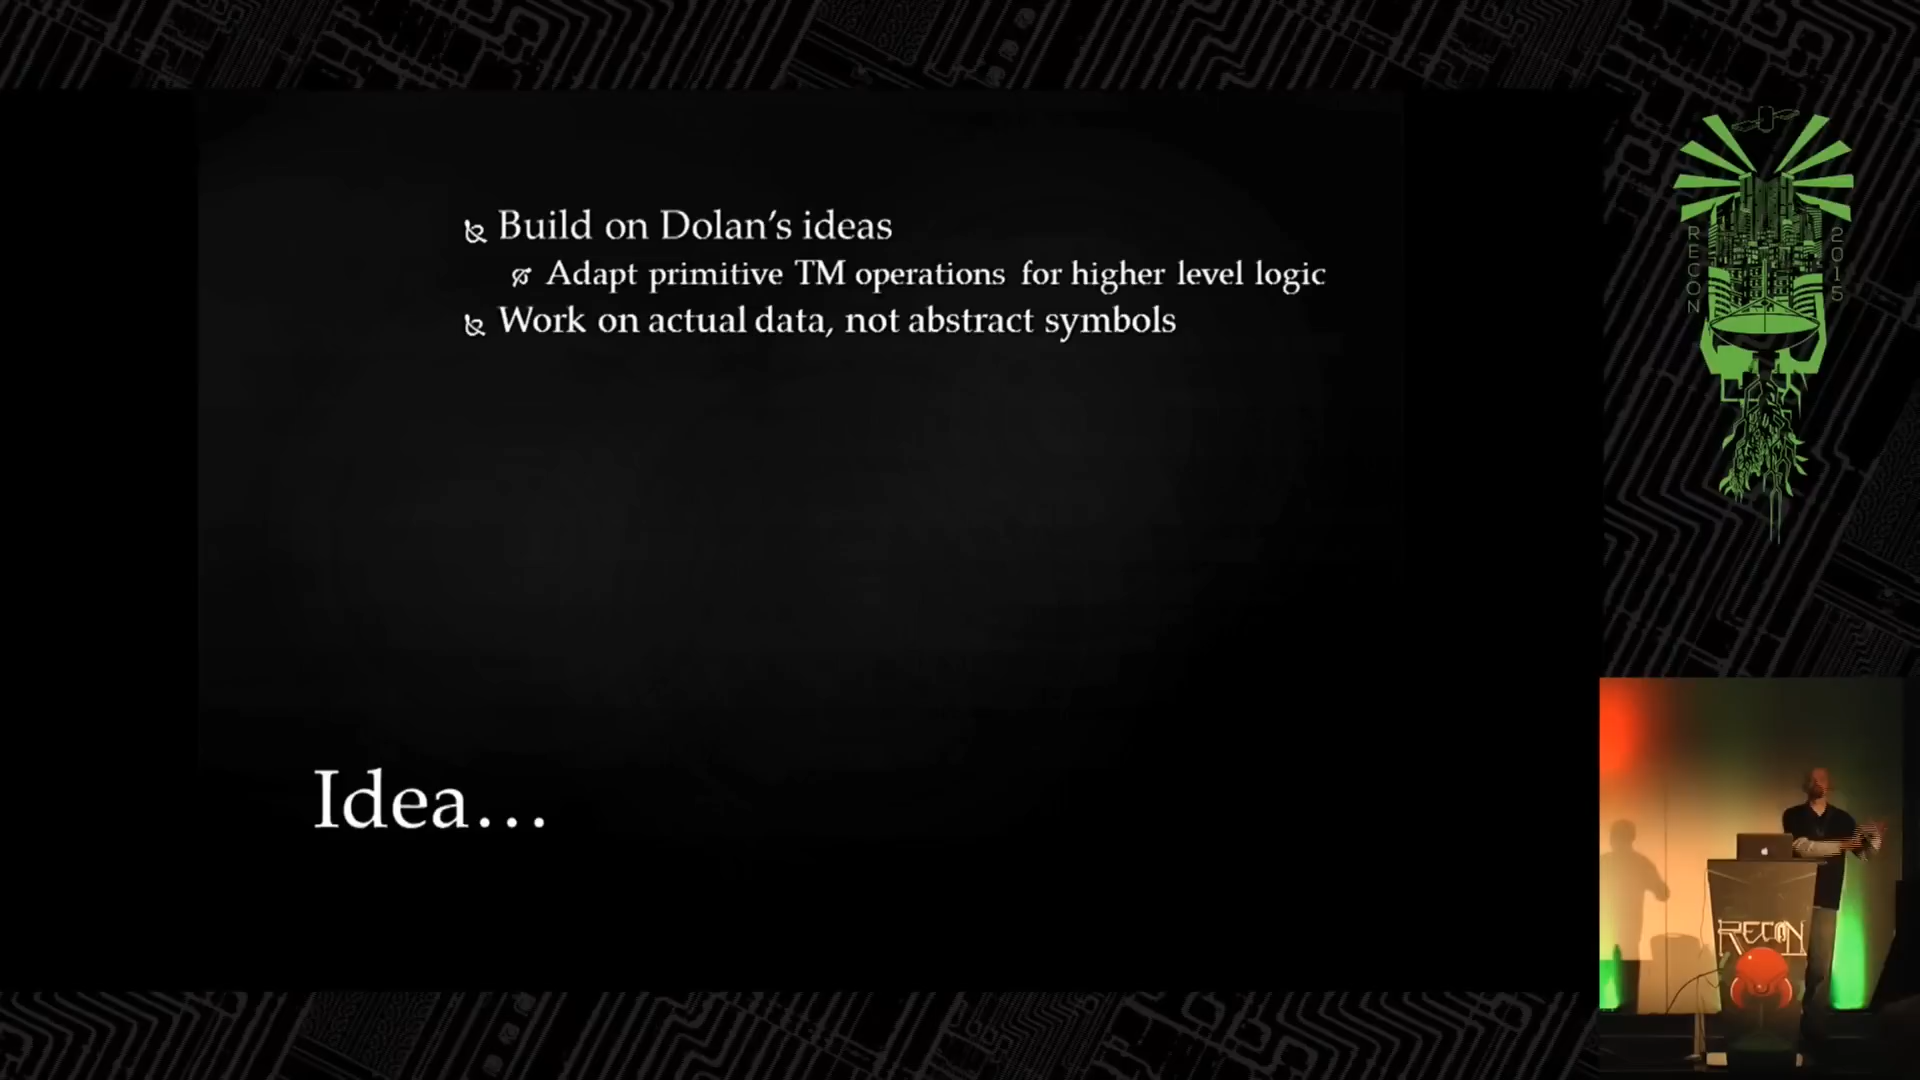 Build on Dolan’s ideas
Adapt primitive TM operations for higher level logic
Work on actual data, not abstract symbols
Idea…
RECON
2015
RECON